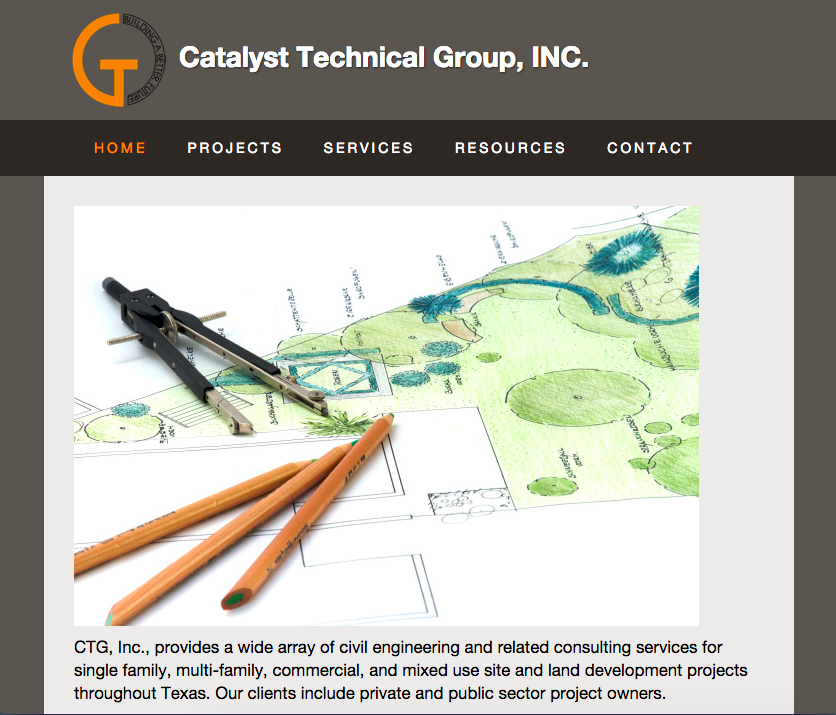 BUILDING A BETTER FUTURE
Catalyst Technical Group, INC.
HOME PROJECTS SERVICES RESOURCES CONTACT
CTG, Inc., provides a wide array of civil engineering and related consulting services for
single family, multi-family, commercial, and mixed use site and land development projects
throughout Texas. Our clients include private and public sector project owners.